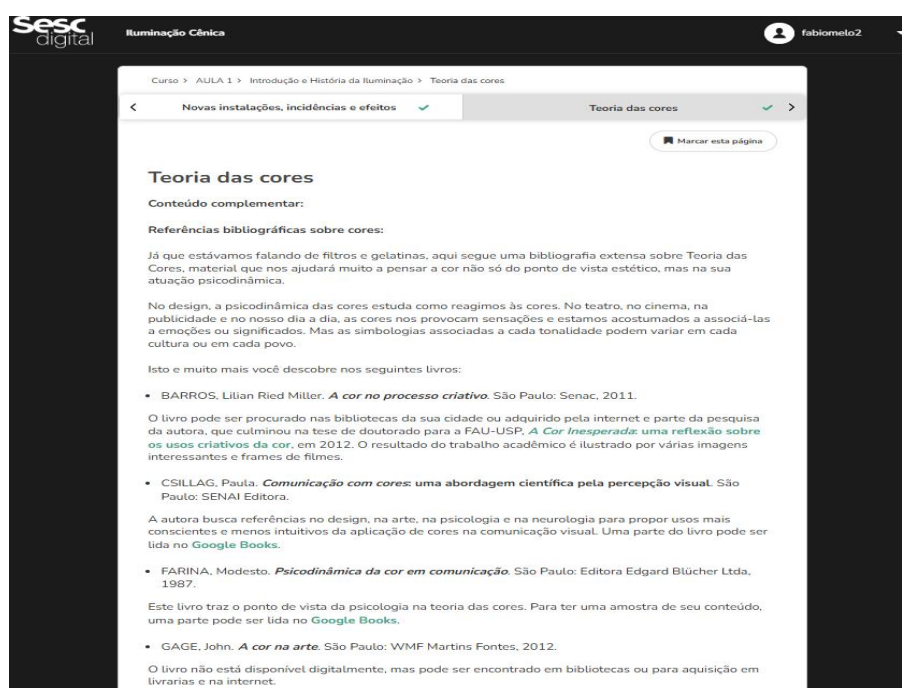 Sesc
digital
Iluminação Cênica
fabiomelo2
Curso > AULA 1 > Introdução e História da Iluminação > Teoria das cores
Novas instalações, incidências e efeitos
Teoria das cores
Marcar esta página
Teoria das cores
Conteúdo complementar:
Referências bibliográficas sobre cores:
Já que estávamos falando de filtros e gelatinas, aqui segue uma bibliografia extensa sobre Teoria das
Cores, material que nos ajudará muito a pensar a cor não só do ponto de vista estético, mas na sua
atuação psicodinâmica.
No design, a psicodinâmica das cores estuda como reagimos às cores. No teatro, no cinema, na
publicidade e no nosso dia a dia, as cores nos provocam sensações e estamos acostumados a associá-las
a emoções ou significados. Mas as simbologias associadas a cada tonalidade podem variar em cada
cultura ou em cada povo.
Isto e muito mais você descobre nos seguintes livros:
• BARROS, Lilian Ried Miller. A cor no processo criativo. São Paulo: Senac, 2011.
O livro pode ser procurado nas bibliotecas da sua cidade ou adquirido pela internet e parte da pesquisa
da autora, que culminou na tese de doutorado para a FAU-USP, A Cor Inesperada: uma reflexão sobre
os usos criativos da cor, em 2012. O resultado do trabalho acadêmico é ilustrado por várias imagens
interessantes e frames de filmes.
• CSILLAG, Paula. Comunicação com cores: uma abordagem científica pela percepção visual. São
Paulo: SENAI Editora.
A autora busca referências no design, na arte, na psicologia e na neurologia para propor usos mais
conscientes e menos intuitivos da aplicação de cores na comunicação visual. Uma parte do livro pode ser
lida no Google Books.
• FARINA, Modesto. Psicodinâmica da cor em comunicação. São Paulo: Editora Edgard Blücher Ltda,
1987.
Este livro traz o ponto de vista da psicologia na teoria das cores. Para ter uma amostra de seu conteúdo,
uma parte pode ser lida no Google Books.
• GAGE, John. A cor na arte. São Paulo: WMF Martins Fontes, 2012.
O livro não está disponível digitalmente, mas pode ser encontrado em bibliotecas ou para aquisição em
livrarias e na internet.